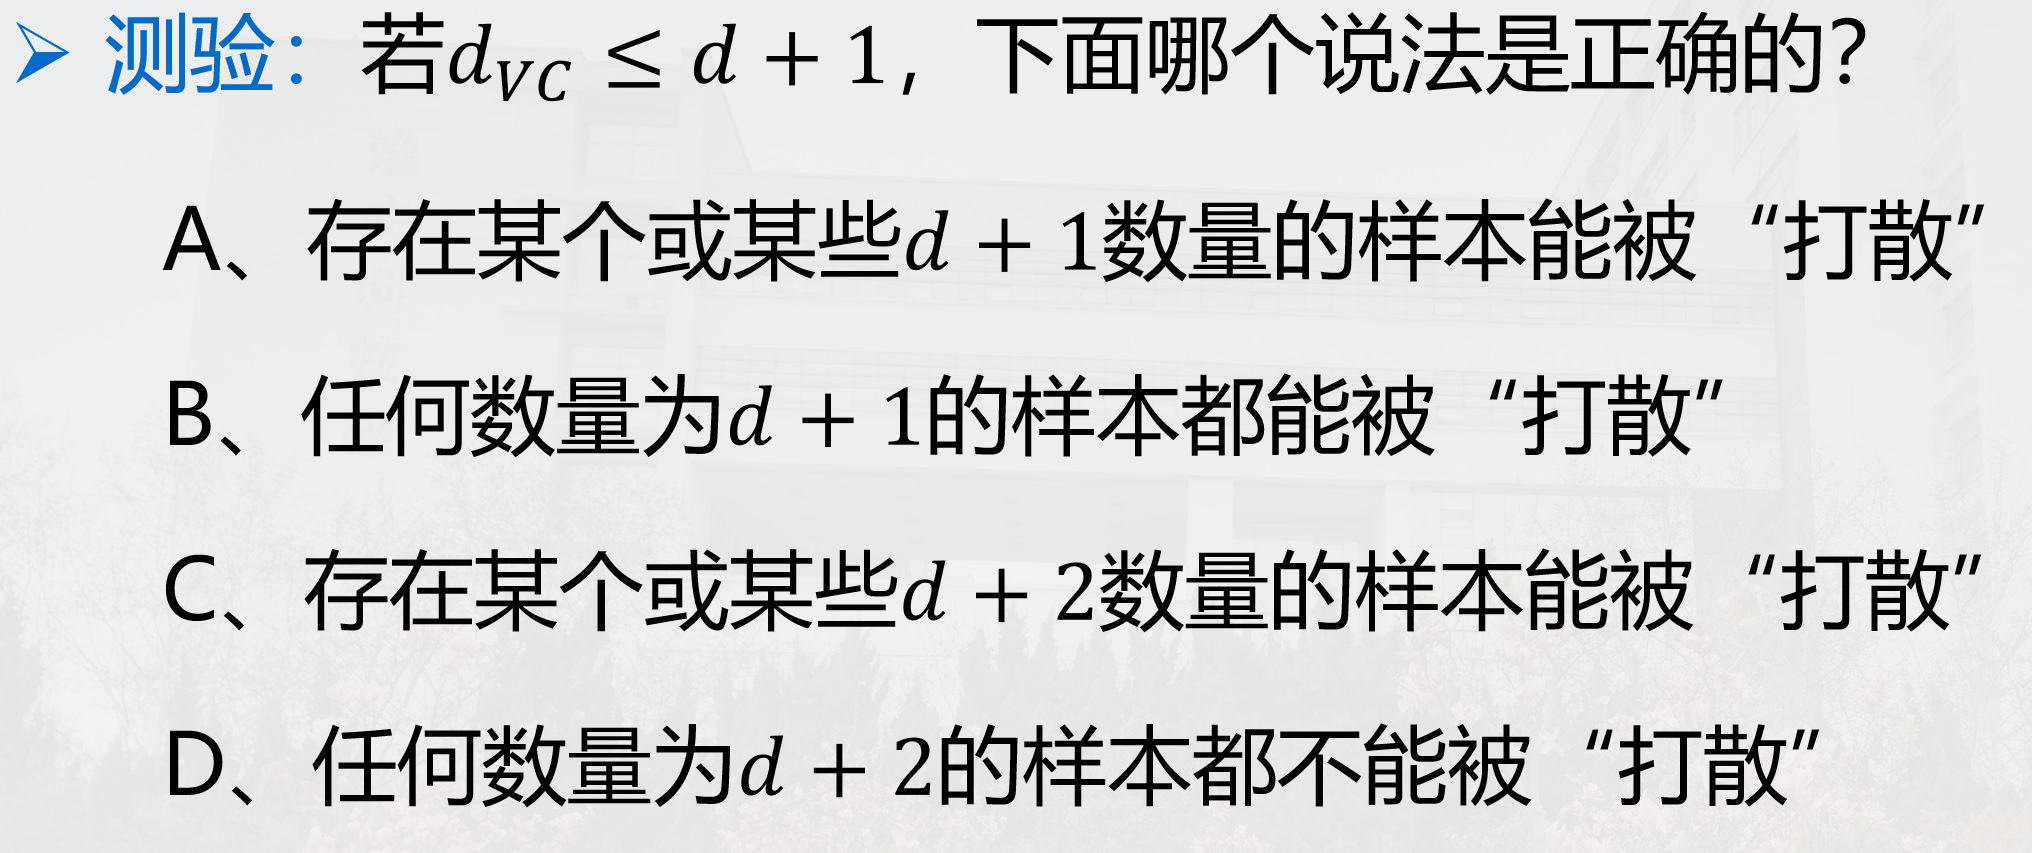 测验：若d_{VC} ≤ d + 1，下面哪个说法是正确的？
A、存在某个或某些d + 1数量的样本能被“打散”
B、任何数量为d + 1的样本都能被“打散”
C、存在某个或某些d + 2数量的样本能被“打散”
D、任何数量为d + 2的样本都不能被“打散”